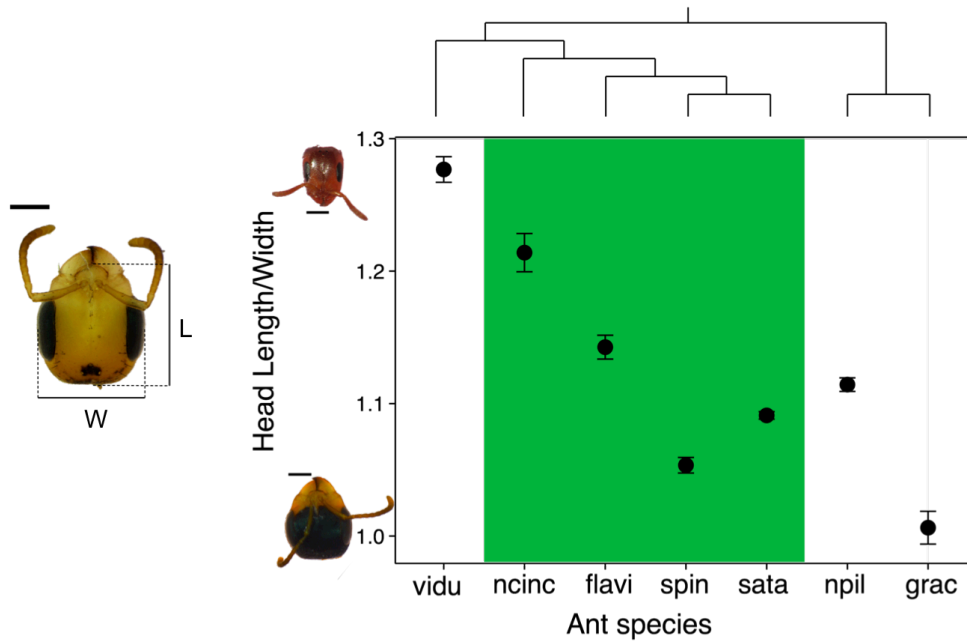 L
W
Head Length/Width
1.3
1.2
1.1
1.0
vidu ncinc flavi spin sata npil grac
Ant species